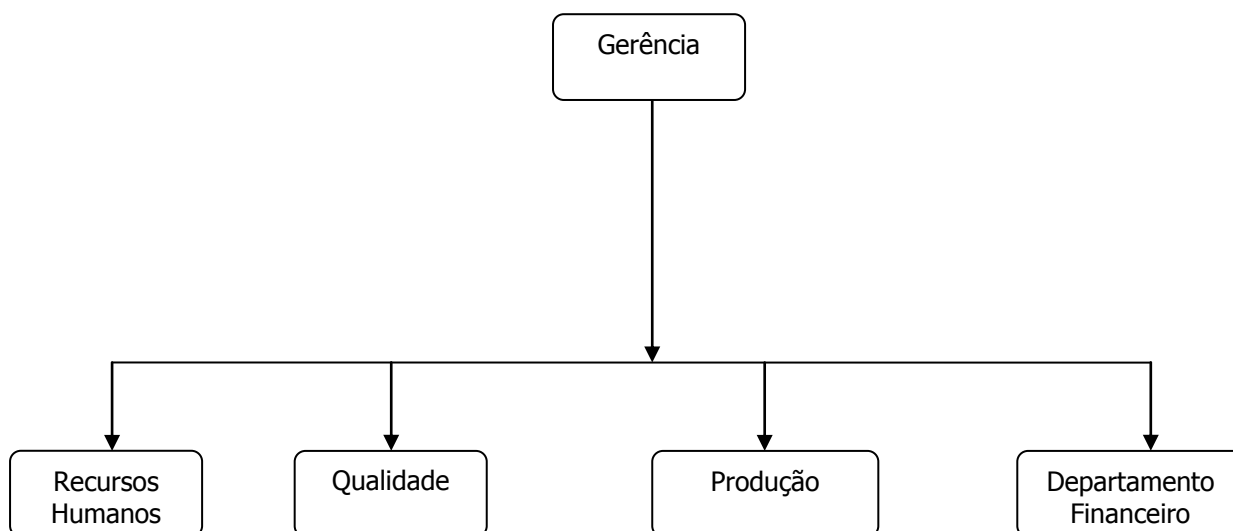 Gerência
Recursos
Humanos
Qualidade
Produção
Departamento
Financeiro